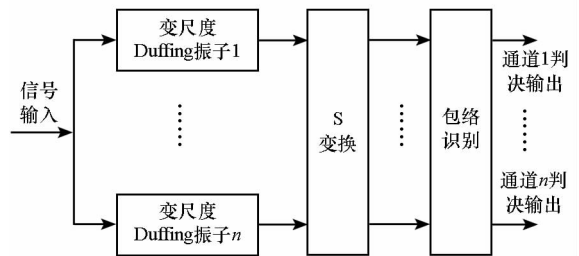 信号
输入
变尺度
Duffing振子1
变尺度
Duffing振子n
S
变换
包络
识别
通道1判
决输出
通道n判
决输出